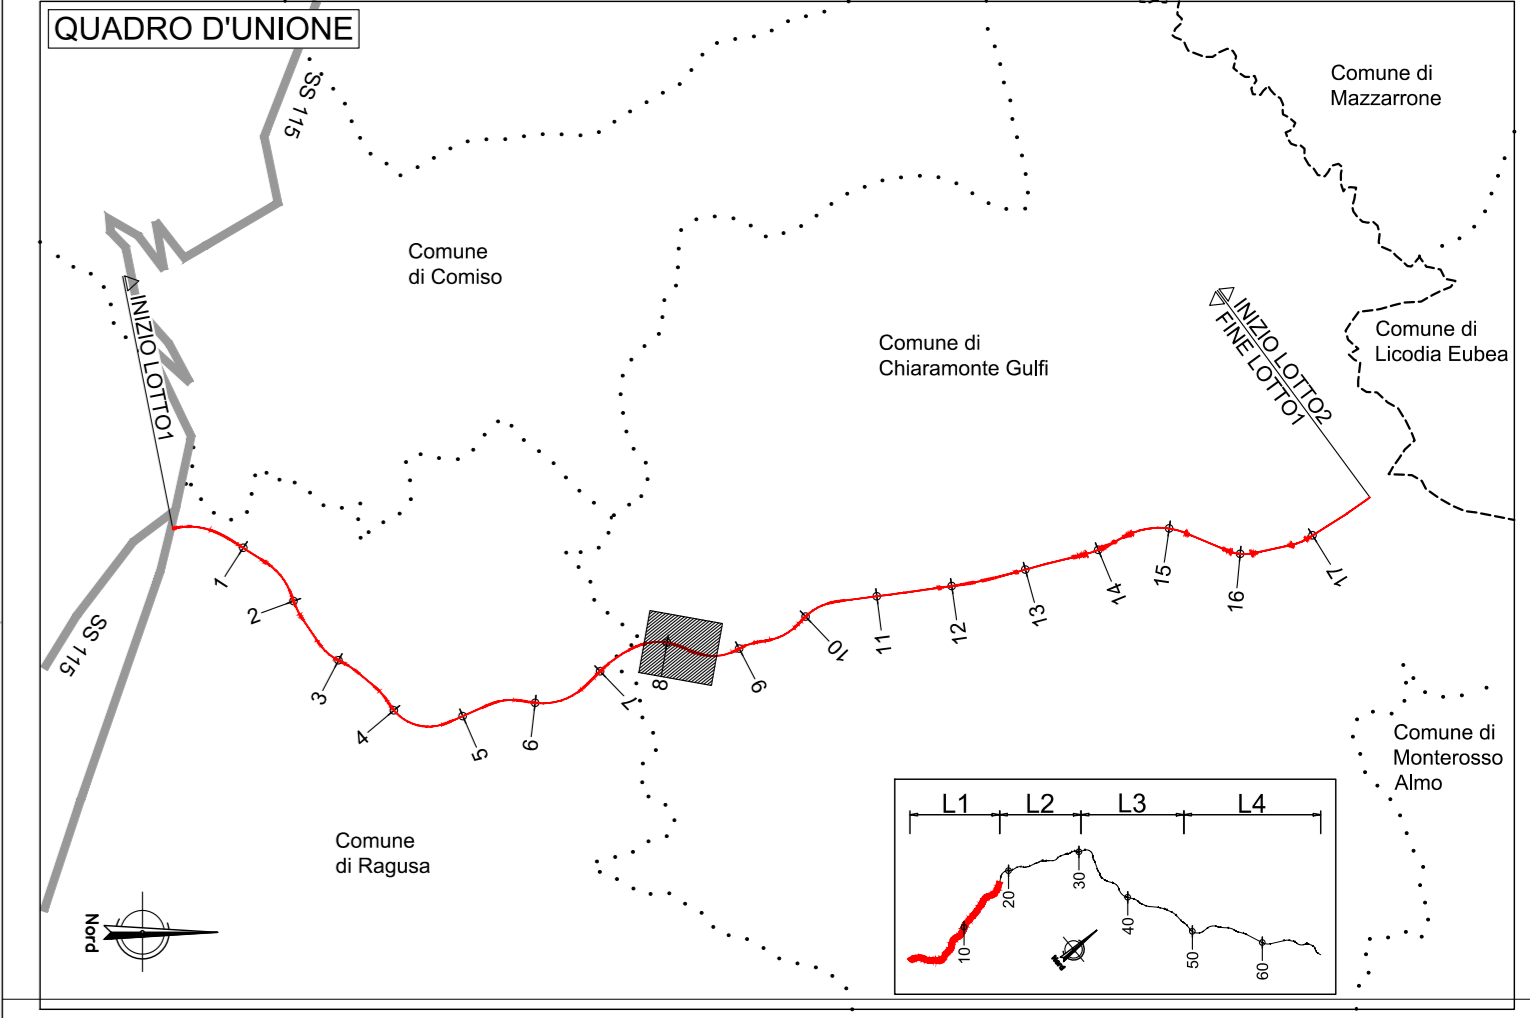 QUADRO D'UNIONE
SS 115
Comune di
Mazzarrone
Comune
di Comiso
INIZIO LOTTO1
Comune di
Chiaramonte Gulfi
INIZIO LOTTO2
FINE LOTTO1
Comune di
Licodia Eubea
1
2
3
4
5
6
7
8
9
10
11
12
13
14
15
16
17
SS 115
Comune
di Ragusa
Comune di
Monterosso
Almo
Nord
L1 L2 L3 L4
10
20
30
40
50
60
Nord